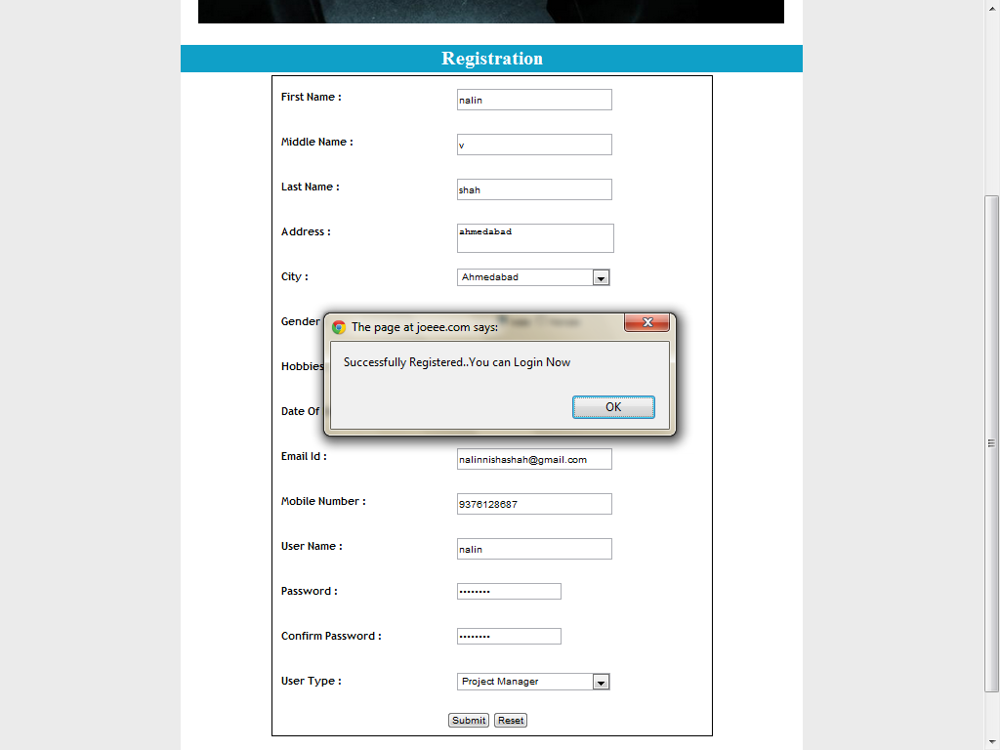 Registration
First Name : nalin
Middle Name : v
Last Name : shah
Address : ahmedabad
City : Ahmedabad
Gender
The page at joeee.com says:
Successfully Registered..You can Login Now
Hobbies
OK
Date Of
Email Id : nalinnishashah@gmail.com
Mobile Number : 9376128687
User Name : nalin
Password : ••••••••
Confirm Password : ••••••••
User Type : Project Manager
Submit Reset